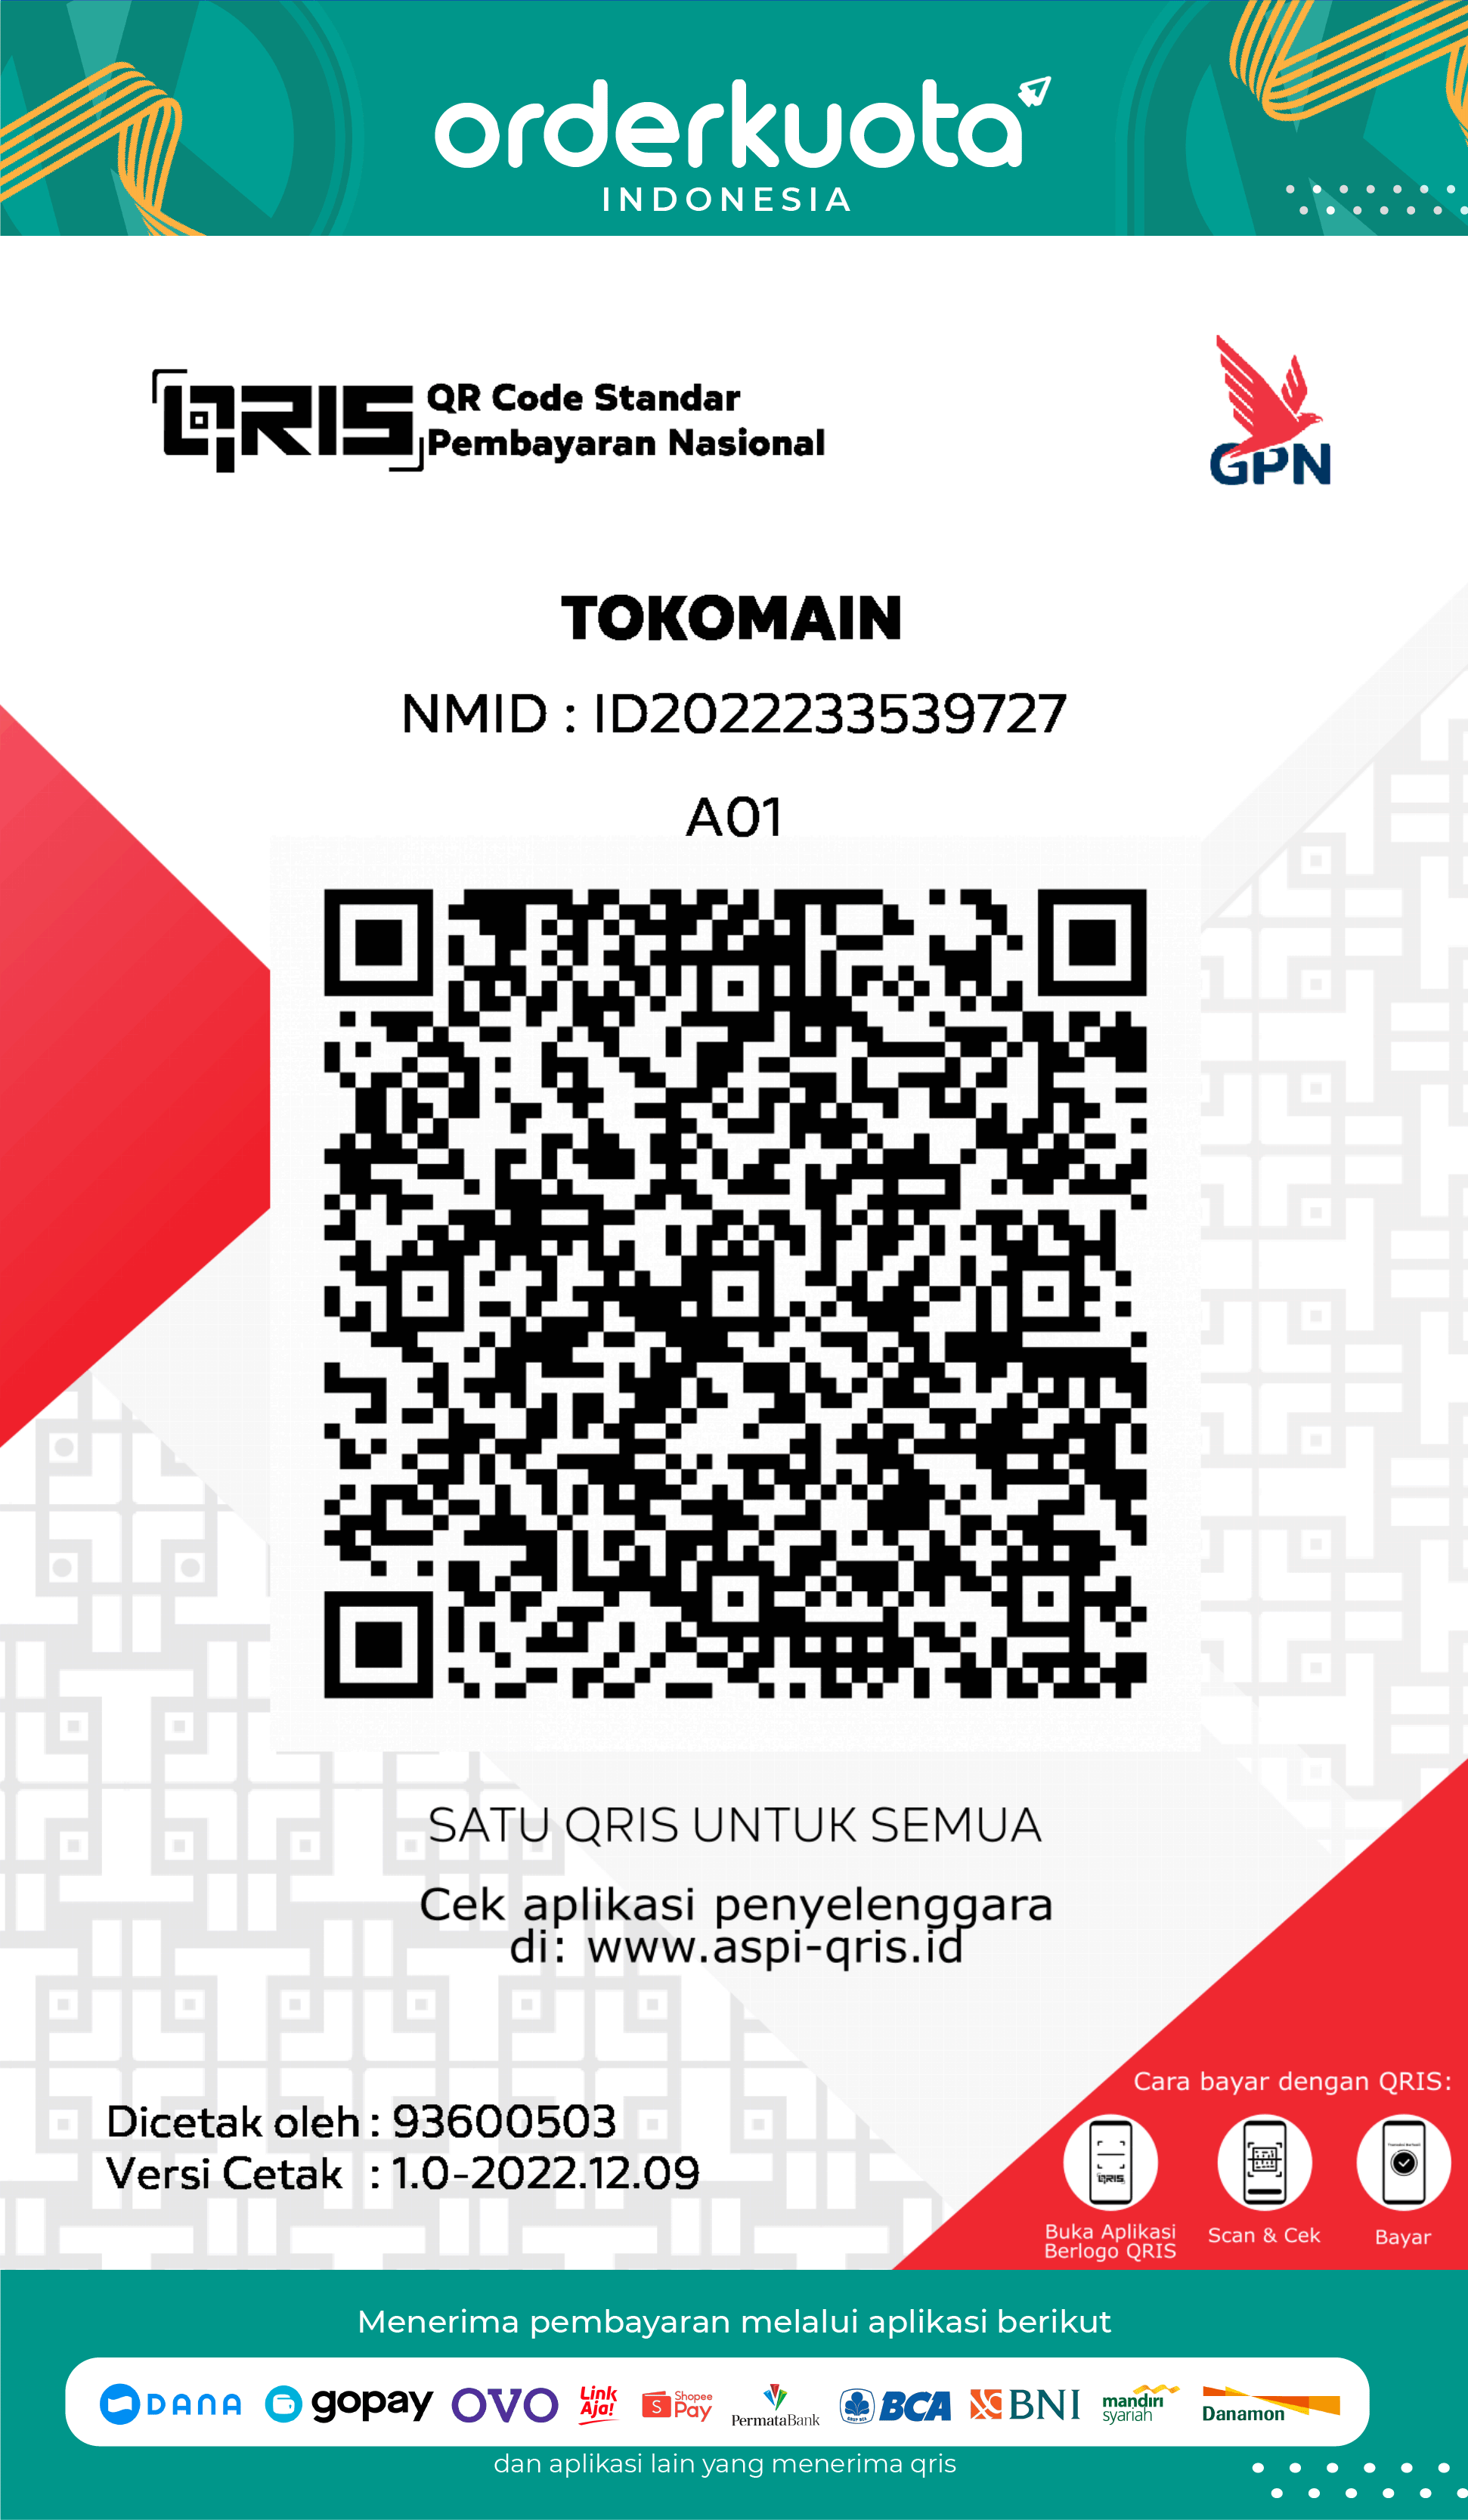 orderkuota
INDONESIA
QRIS
QR Code Standar
Pembayaran Nasional
GPN
TOKOMAIN
NMID : ID2022233539727
A01
SATU QRIS UNTUK SEMUA
Cek aplikasi penyelenggara
di: www.aspi-qris.id
Dicetak oleh : 93600503
Versi Cetak : 1.0-2022.12.09
Cara bayar dengan QRIS:
QRIS
Buka Aplikasi
Berlogo QRIS
Scan & Cek
Bayar
Menerima pembayaran melalui aplikasi berikut
DANA
gopay
OVO
Link
Aja!
S
Shopee
Pay
PermataBank
BCA
BNI
mandiri
syariah
Danamon
dan aplikasi lain yang menerima qris